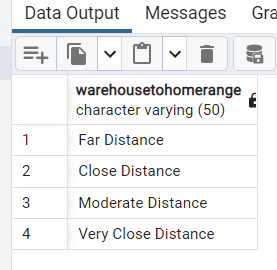 Data Output Messages Gra
warehousetohomerange
character varying (50)
1 Far Distance
2 Close Distance
3 Moderate Distance
4 Very Close Distance